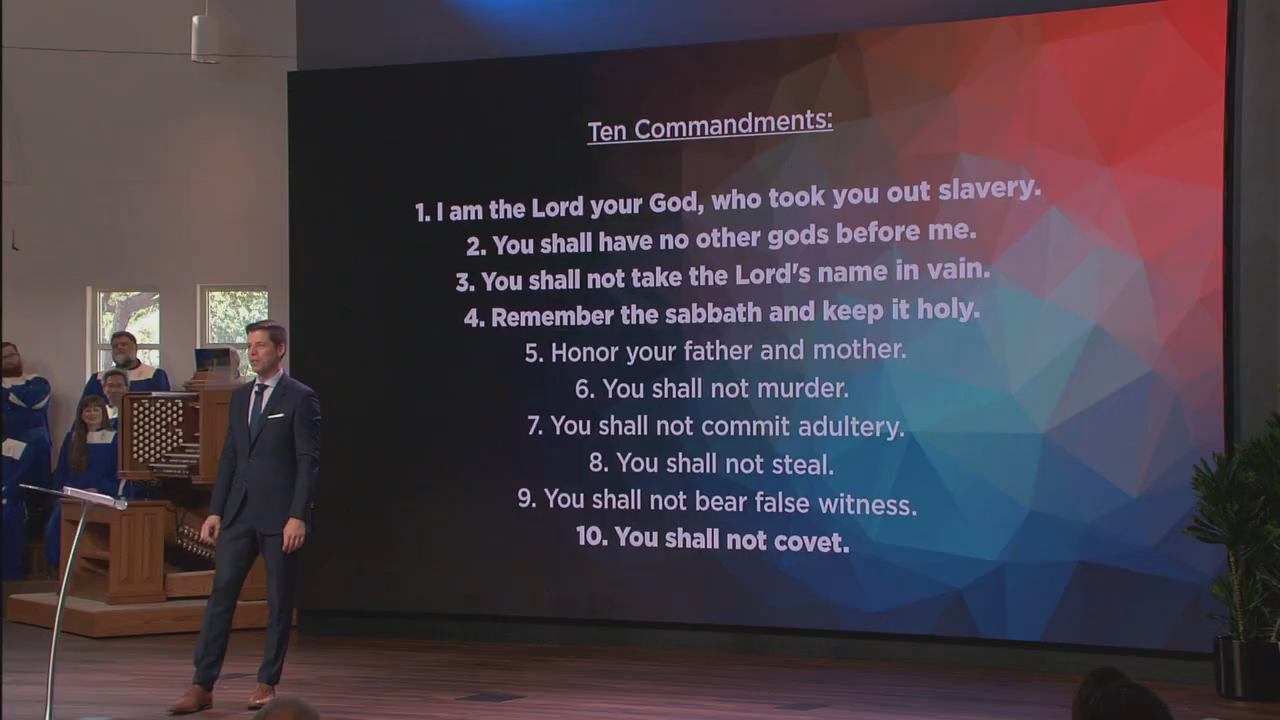 Ten Commandments:
1. I am the Lord your God, who took you out slavery.
2. You shall have no other gods before me.
3. You shall not take the Lord's name in vain.
4. Remember the sabbath and keep it holy.
5. Honor your father and mother.
6. You shall not murder.
7. You shall not commit adultery.
8. You shall not steal.
9. You shall not bear false witness.
10. You shall not covet.